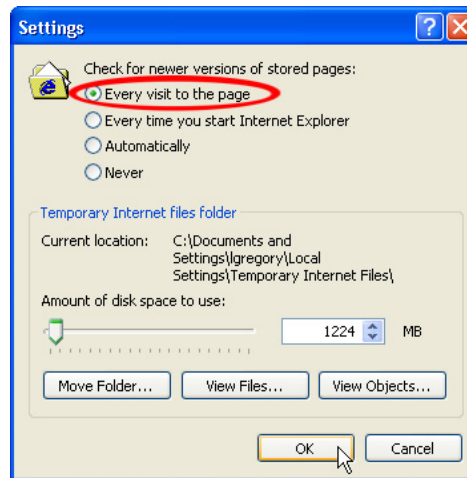 Settings
Check for newer versions of stored pages:
Every visit to the page
Every time you start Internet Explorer
Automatically
Never
Temporary Internet files folder
Current location: C:\Documents and
Settings\lgregory\Local
Settings\Temporary Internet Files\
Amount of disk space to use:
1224 MB
Move Folder... View Files... View Objects...
OK Cancel